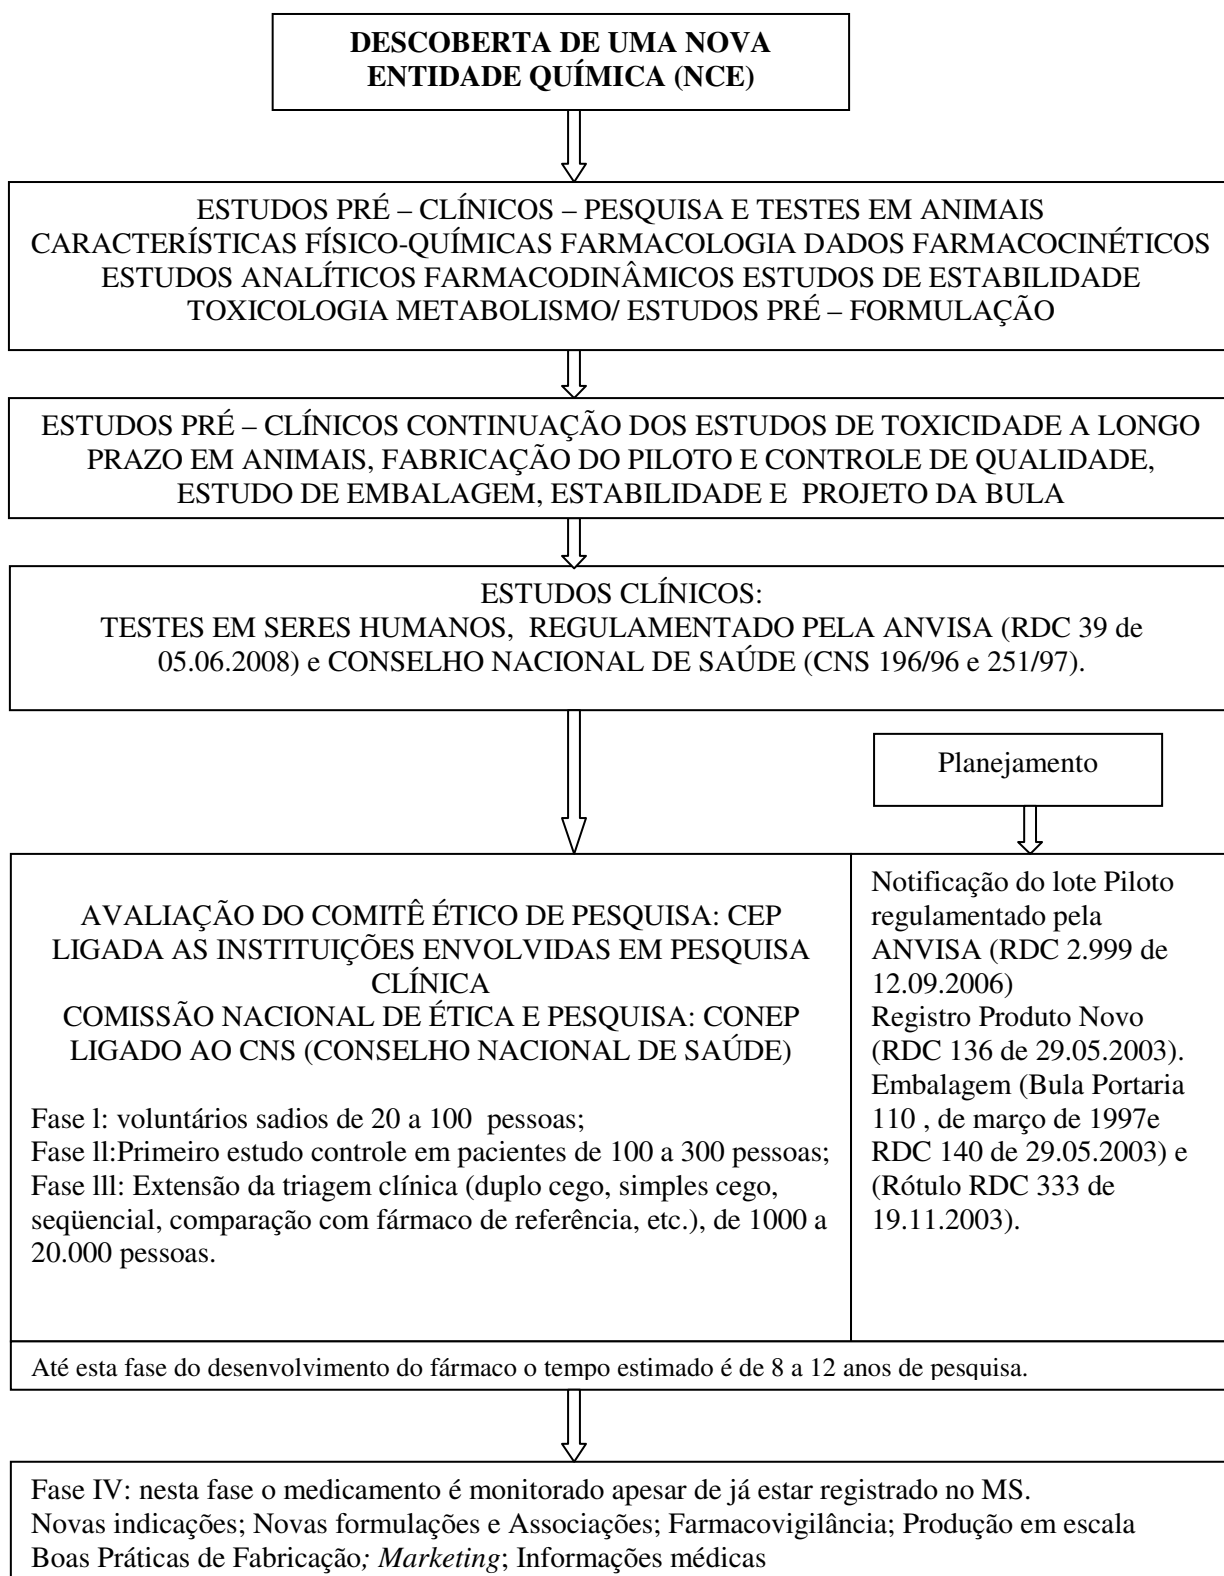 DESCOBERTA DE UMA NOVA
ENTIDADE QUÍMICA (NCE)
ESTUDOS PRÉ – CLÍNICOS – PESQUISA E TESTES EM ANIMAIS
CARACTERÍSTICAS FÍSICO-QUÍMICAS FARMACOLOGIA DADOS FARMACOCINÉTICOS
ESTUDOS ANALÍTICOS FARMACODINÂMICOS ESTUDOS DE ESTABILIDADE
TOXICOLOGIA METABOLISMO/ ESTUDOS PRÉ – FORMULAÇÃO
ESTUDOS PRÉ – CLÍNICOS CONTINUAÇÃO DOS ESTUDOS DE TOXICIDADE A LONGO
PRAZO EM ANIMAIS, FABRICAÇÃO DO PILOTO E CONTROLE DE QUALIDADE,
ESTUDO DE EMBALAGEM, ESTABILIDADE E PROJETO DA BULA
ESTUDOS CLÍNICOS:
TESTES EM SERES HUMANOS, REGULAMENTADO PELA ANVISA (RDC 39 de
05.06.2008) e CONSELHO NACIONAL DE SAÚDE (CNS 196/96 e 251/97).
Planejamento
AVALIAÇÃO DO COMITÊ ÉTICO DE PESQUISA: CEP
LIGADA AS INSTITUIÇÕES ENVOLVIDAS EM PESQUISA
CLÍNICA
COMISSÃO NACIONAL DE ÉTICA E PESQUISA: CONEP
LIGADO AO CNS (CONSELHO NACIONAL DE SAÚDE)
Fase l: voluntários sadios de 20 a 100 pessoas;
Fase ll:Primeiro estudo controle em pacientes de 100 a 300 pessoas;
Fase lll: Extensão da triagem clínica (duplo cego, simples cego,
seqüencial, comparação com fármaco de referência, etc.), de 1000 a
20.000 pessoas.
Notificação do lote Piloto
regulamentado pela
ANVISA (RDC 2.999 de
12.09.2006)
Registro Produto Novo
(RDC 136 de 29.05.2003).
Embalagem (Bula Portaria
110 , de março de 1997e
RDC 140 de 29.05.2003) e
(Rótulo RDC 333 de
19.11.2003).
Até esta fase do desenvolvimento do fármaco o tempo estimado é de 8 a 12 anos de pesquisa.
Fase IV: nesta fase o medicamento é monitorado apesar de já estar registrado no MS.
Novas indicações; Novas formulações e Associações; Farmacovigilância; Produção em escala
Boas Práticas de Fabricação; Marketing; Informações médicas